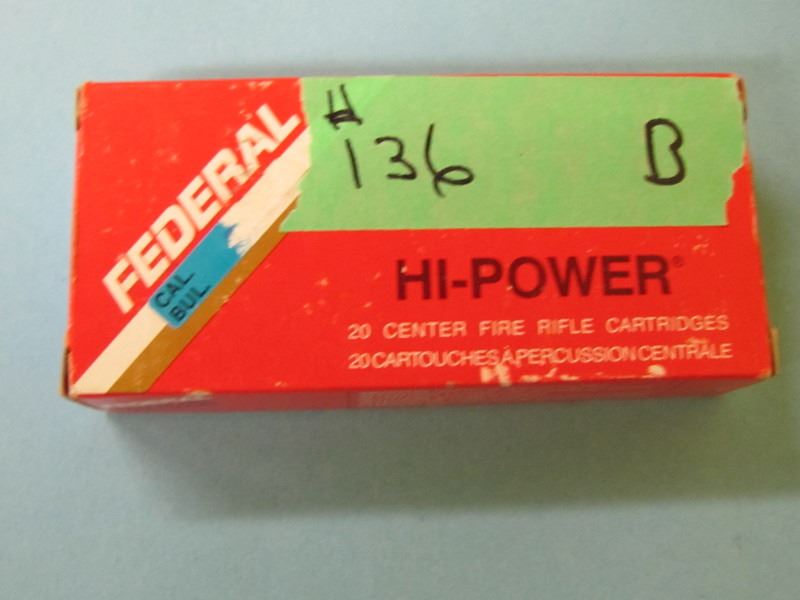 #
136 B
FEDERAL
CAL.
BUL.
HI-POWER®
20 CENTER FIRE RIFLE CARTRIDGES
20 CARTOUCHES À PERCUSSION CENTRALE